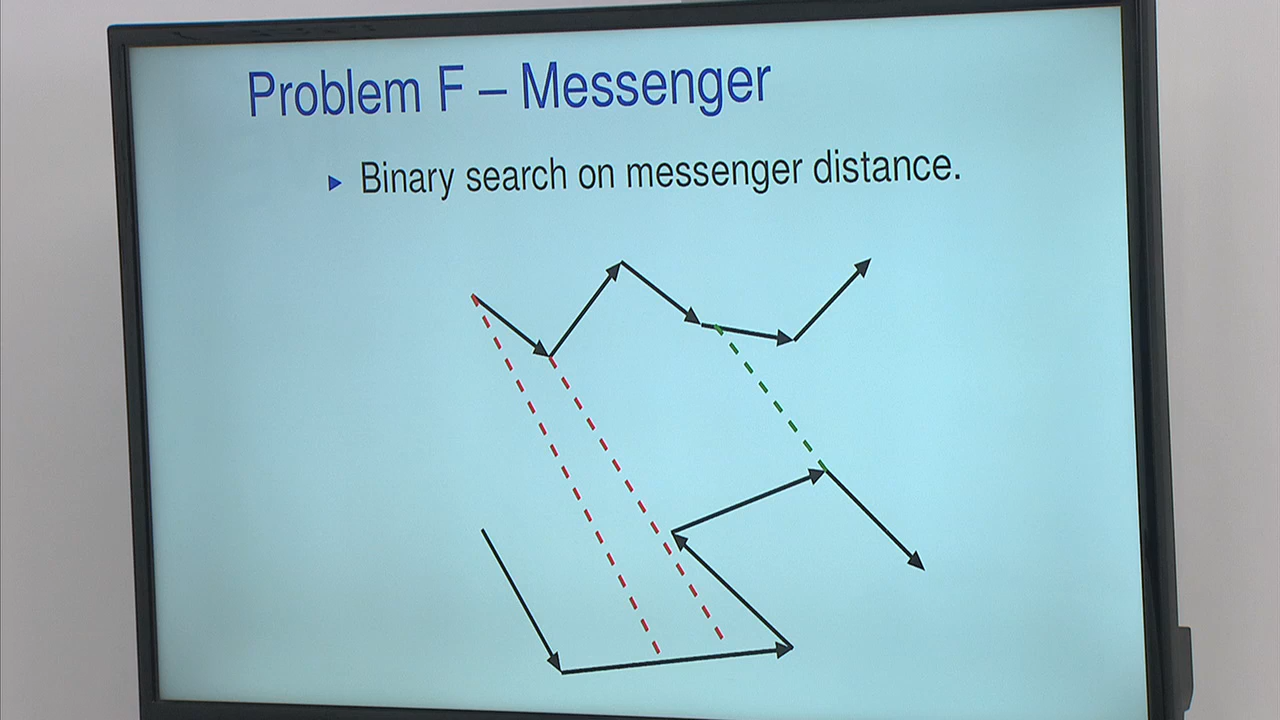 Problem F – Messenger
Binary search on messenger distance.